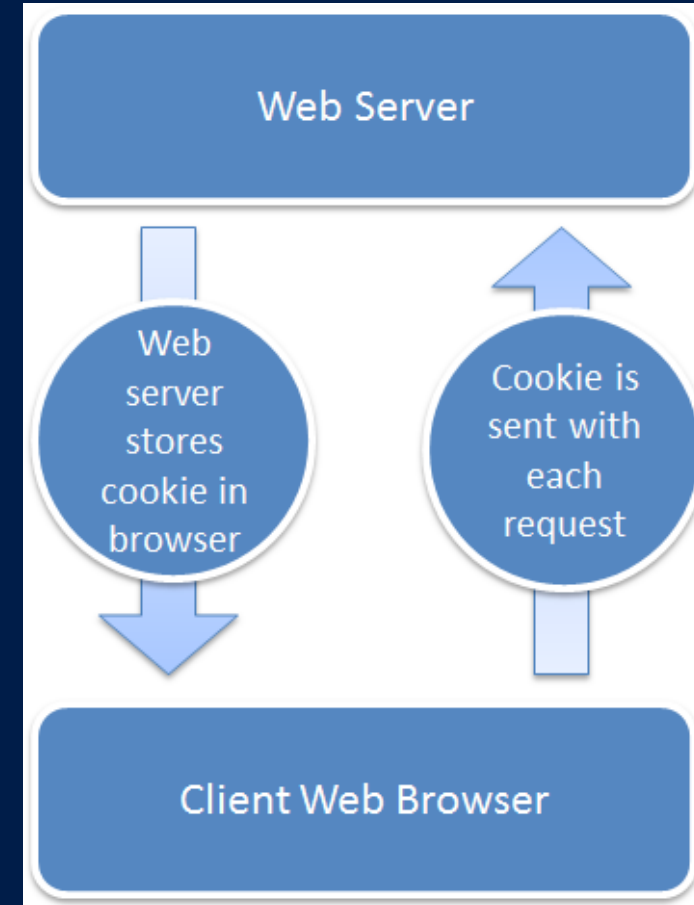 Web Server
Web
server
stores
cookie in
browser
Cookie is
sent with
each
request
Client Web Browser